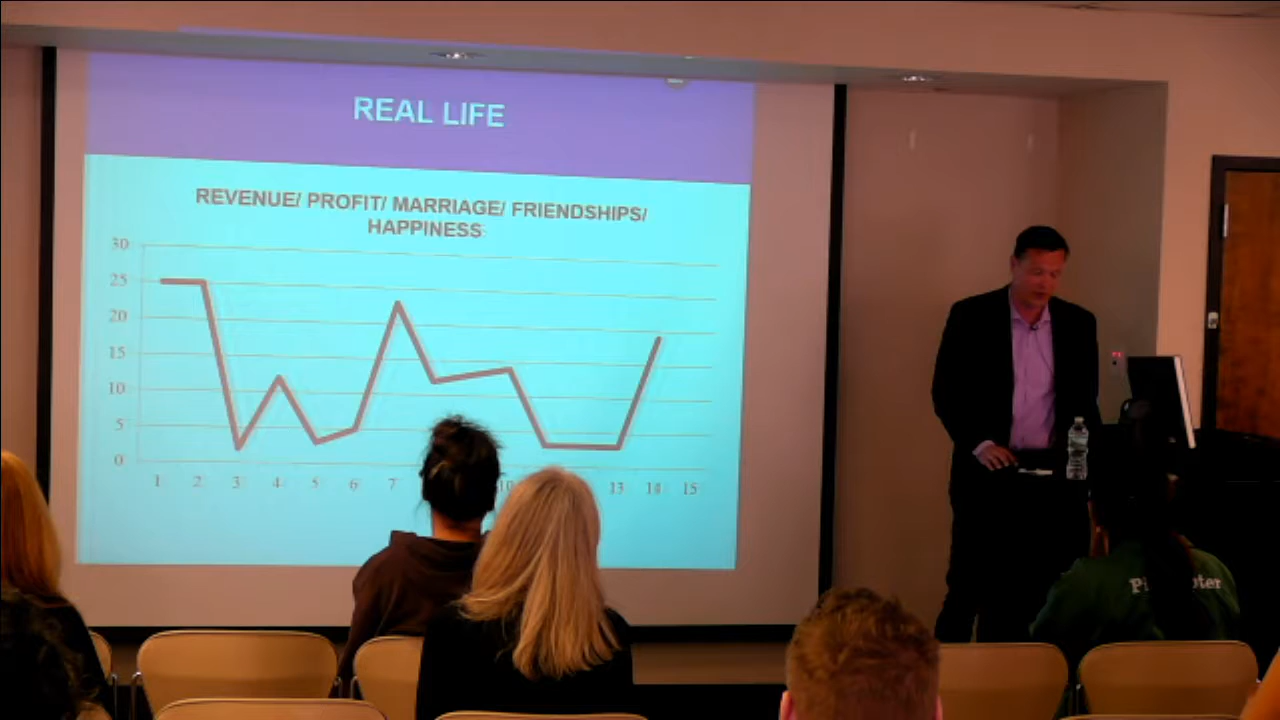 REAL LIFE
REVENUE/ PROFIT/ MARRIAGE/ FRIENDSHIPS/
HAPPINESS
30
25
20
15
10
5
0
1 2 3 4 5 6 7 10 13 14 15